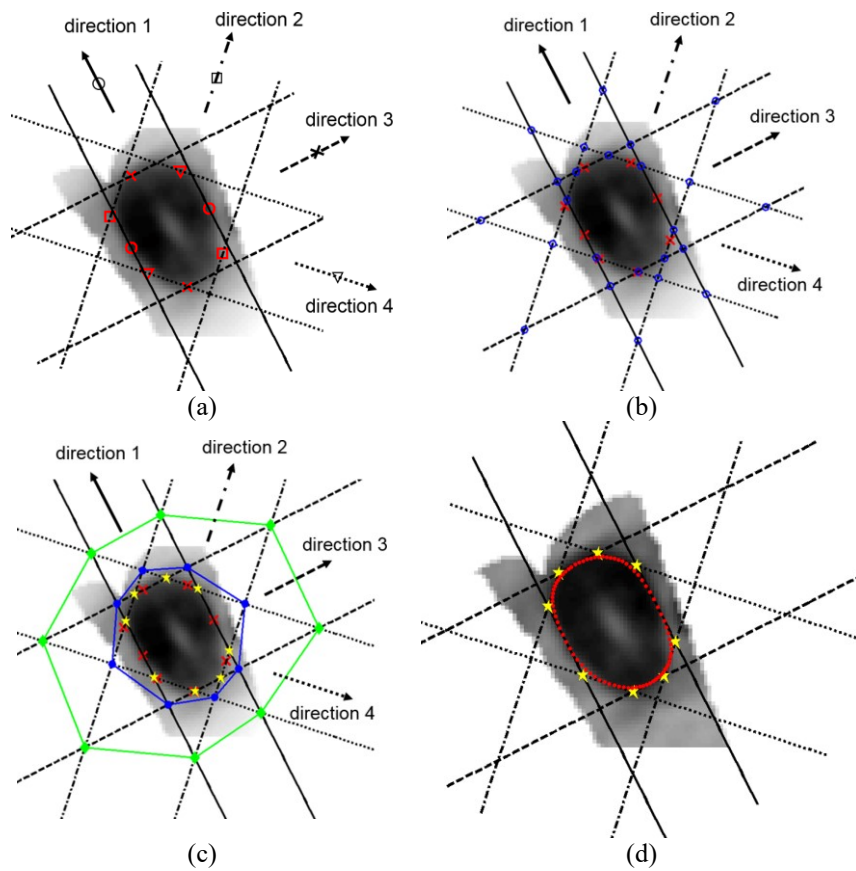 direction 1
direction 2
direction 3
direction 4
(a)
direction 1
direction 2
direction 3
direction 4
(b)
direction 1
direction 2
direction 3
direction 4
(c)
(d)